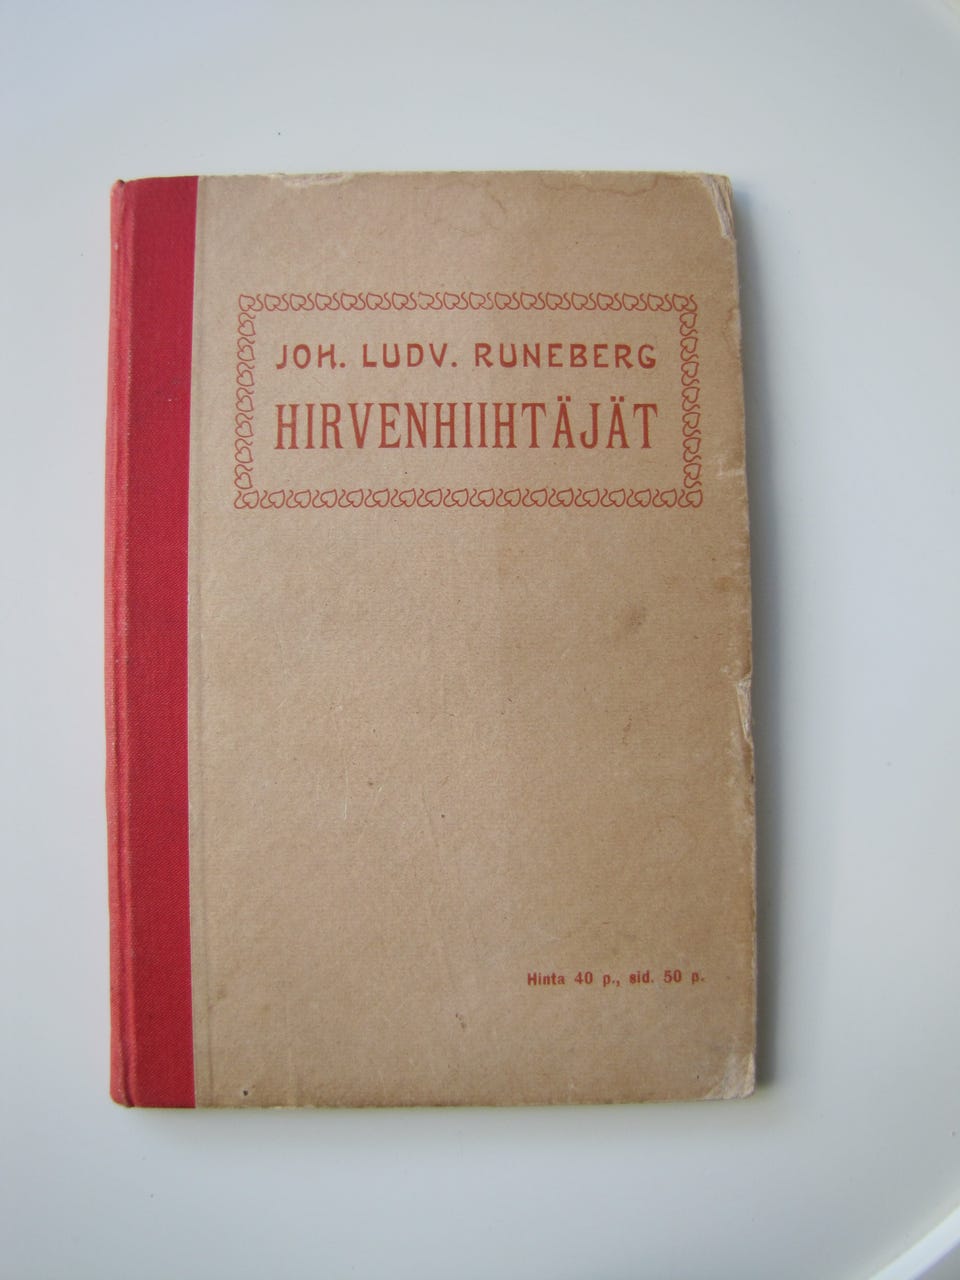 JOH. LUDV. RUNEBERG
HIRVENHIIHTÄJÄT
Hinta 40 p., sid. 50 p.